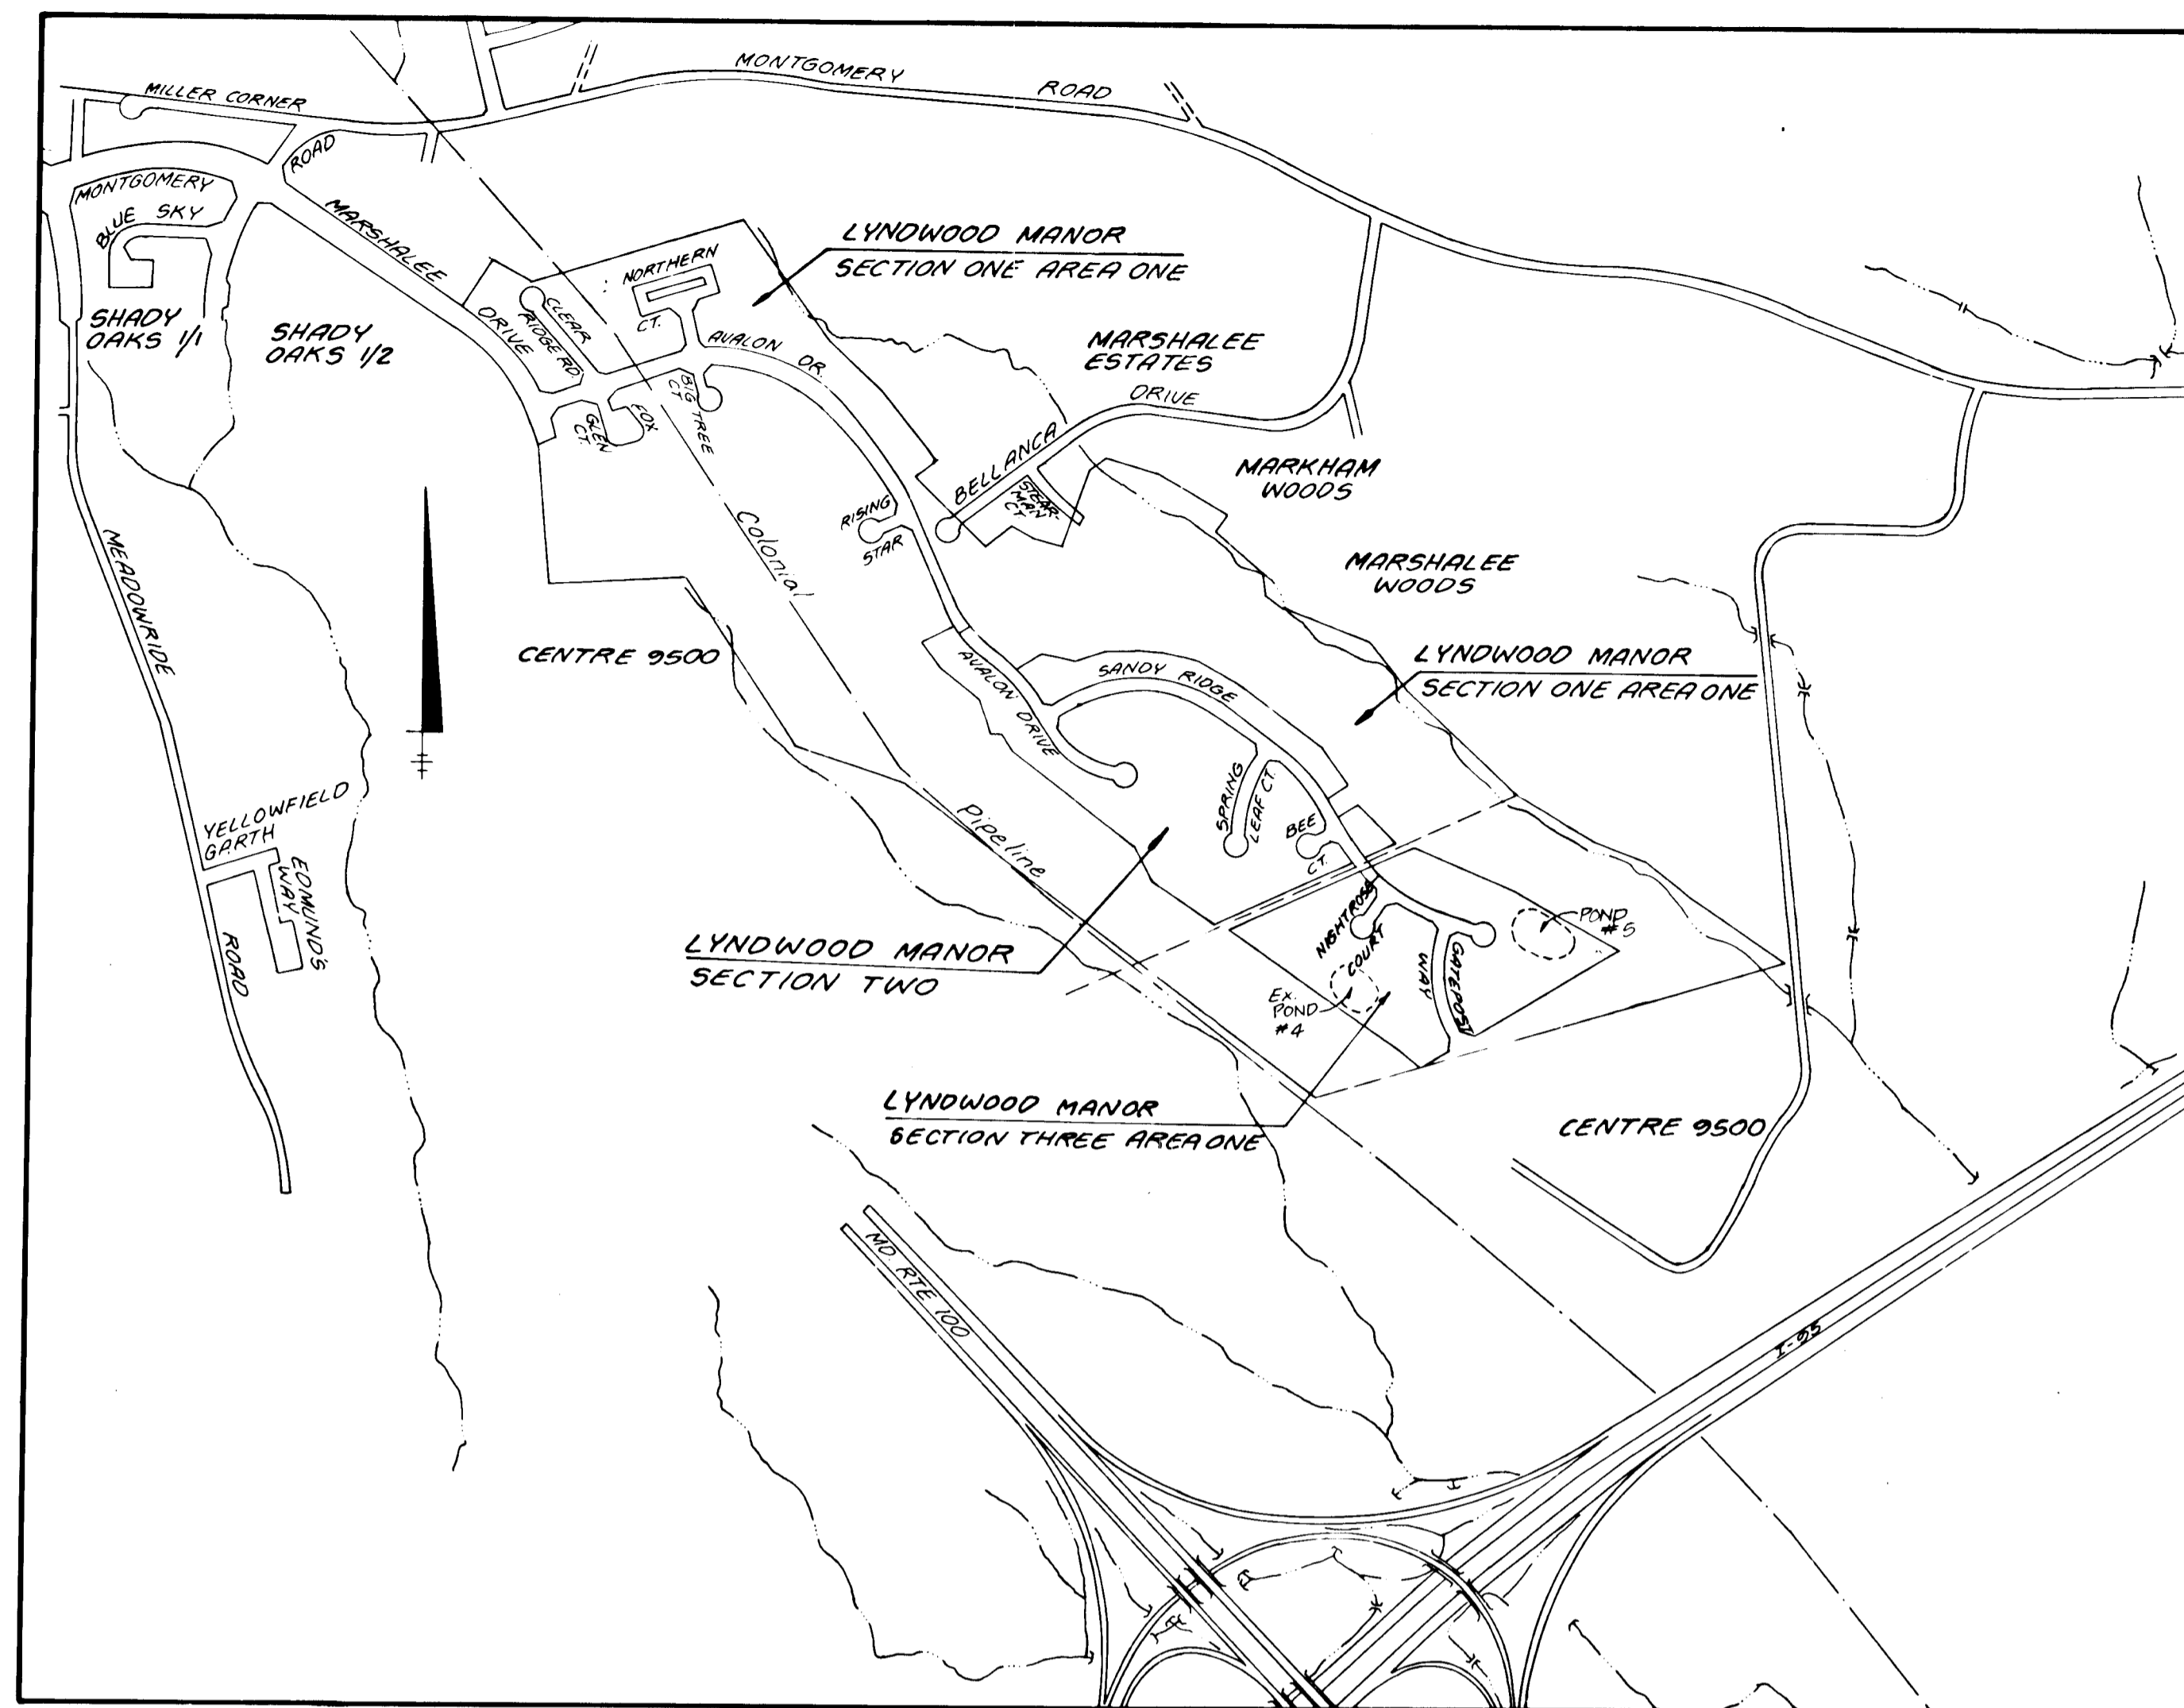 MONTGOMERY ROAD
MILLER CORNER
ROAD
MONTGOMERY
BLUE SKY
MARSHALEE
DRIVE
SHADY
OAKS 1/1
SHADY
OAKS 1/2
LYNDWOOD MANOR
SECTION ONE AREA ONE
NORTHERN
CT.
CLEAR
RIDGE RD.
AVALON DR.
BIG TREE
CT
FOX
GLEN
CT.
MARSHALEE
ESTATES
DRIVE
BELLANCA
STEAR-
MAN
CT
MARKHAM
WOODS
RISING
STAR
Colonial
MARSHALEE
WOODS
MEADOWRIDE
CENTRE 9500
LYNDWOOD MANOR
SECTION ONE AREA ONE
AVALON DRIVE
SANDY RIDGE
SPRING
LEAF CT.
BEE
CT.
Pipeline
YELLOWFIELD
GARTH
EDMUND'S
WAY
ROAD
NIGHTROSE
COURT
POND
#5
GATEPOST
WAY
LYNDWOOD MANOR
SECTION TWO
EX.
POND
#4
LYNDWOOD MANOR
SECTION THREE AREA ONE
CENTRE 9500
MD. RTE 100
I-95